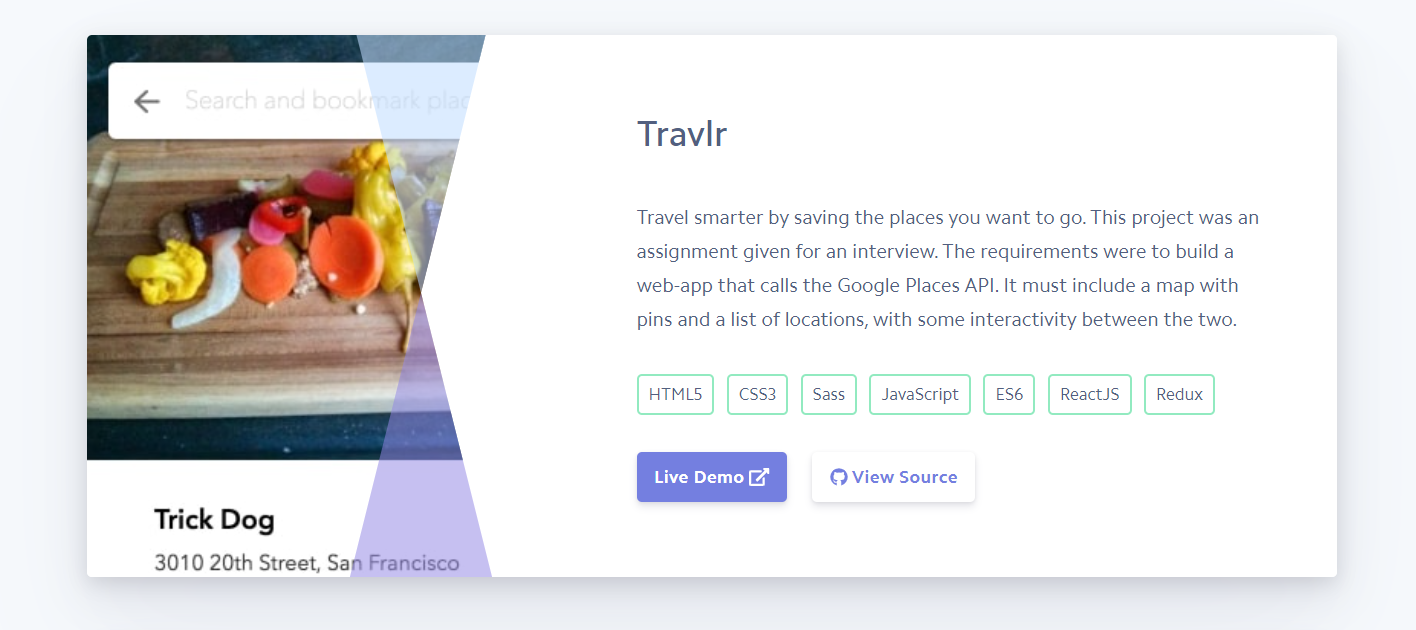 Search and bookmark plac
Travlr
Travel smarter by saving the places you want to go. This project was an
assignment given for an interview. The requirements were to build a
web-app that calls the Google Places API. It must include a map with
pins and a list of locations, with some interactivity between the two.
HTML5 CSS3 Sass JavaScript ES6 ReactJS Redux
Live Demo View Source
Trick Dog
3010 20th Street, San Francisco